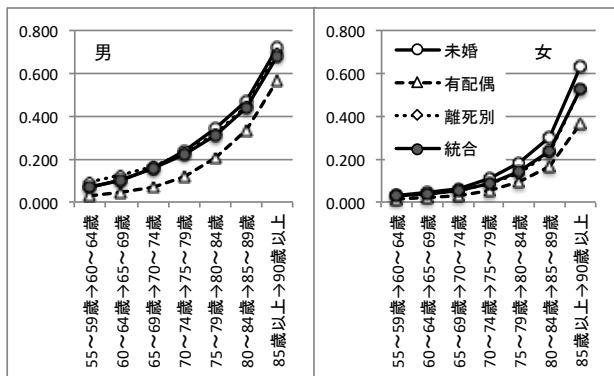 男
0.800
0.600
0.400
0.200
0.000
55～59歳→60～64歳
60～64歳→65～69歳
65～69歳→70～74歳
70～74歳→75～79歳
75～79歳→80～84歳
80～84歳→85～89歳
85歳以上→90歳以上
女
0.800
0.600
0.400
0.200
0.000
未婚
有配偶
離死別
統合
55～59歳→60～64歳
60～64歳→65～69歳
65～69歳→70～74歳
70～74歳→75～79歳
75～79歳→80～84歳
80～84歳→85～89歳
85歳以上→90歳以上